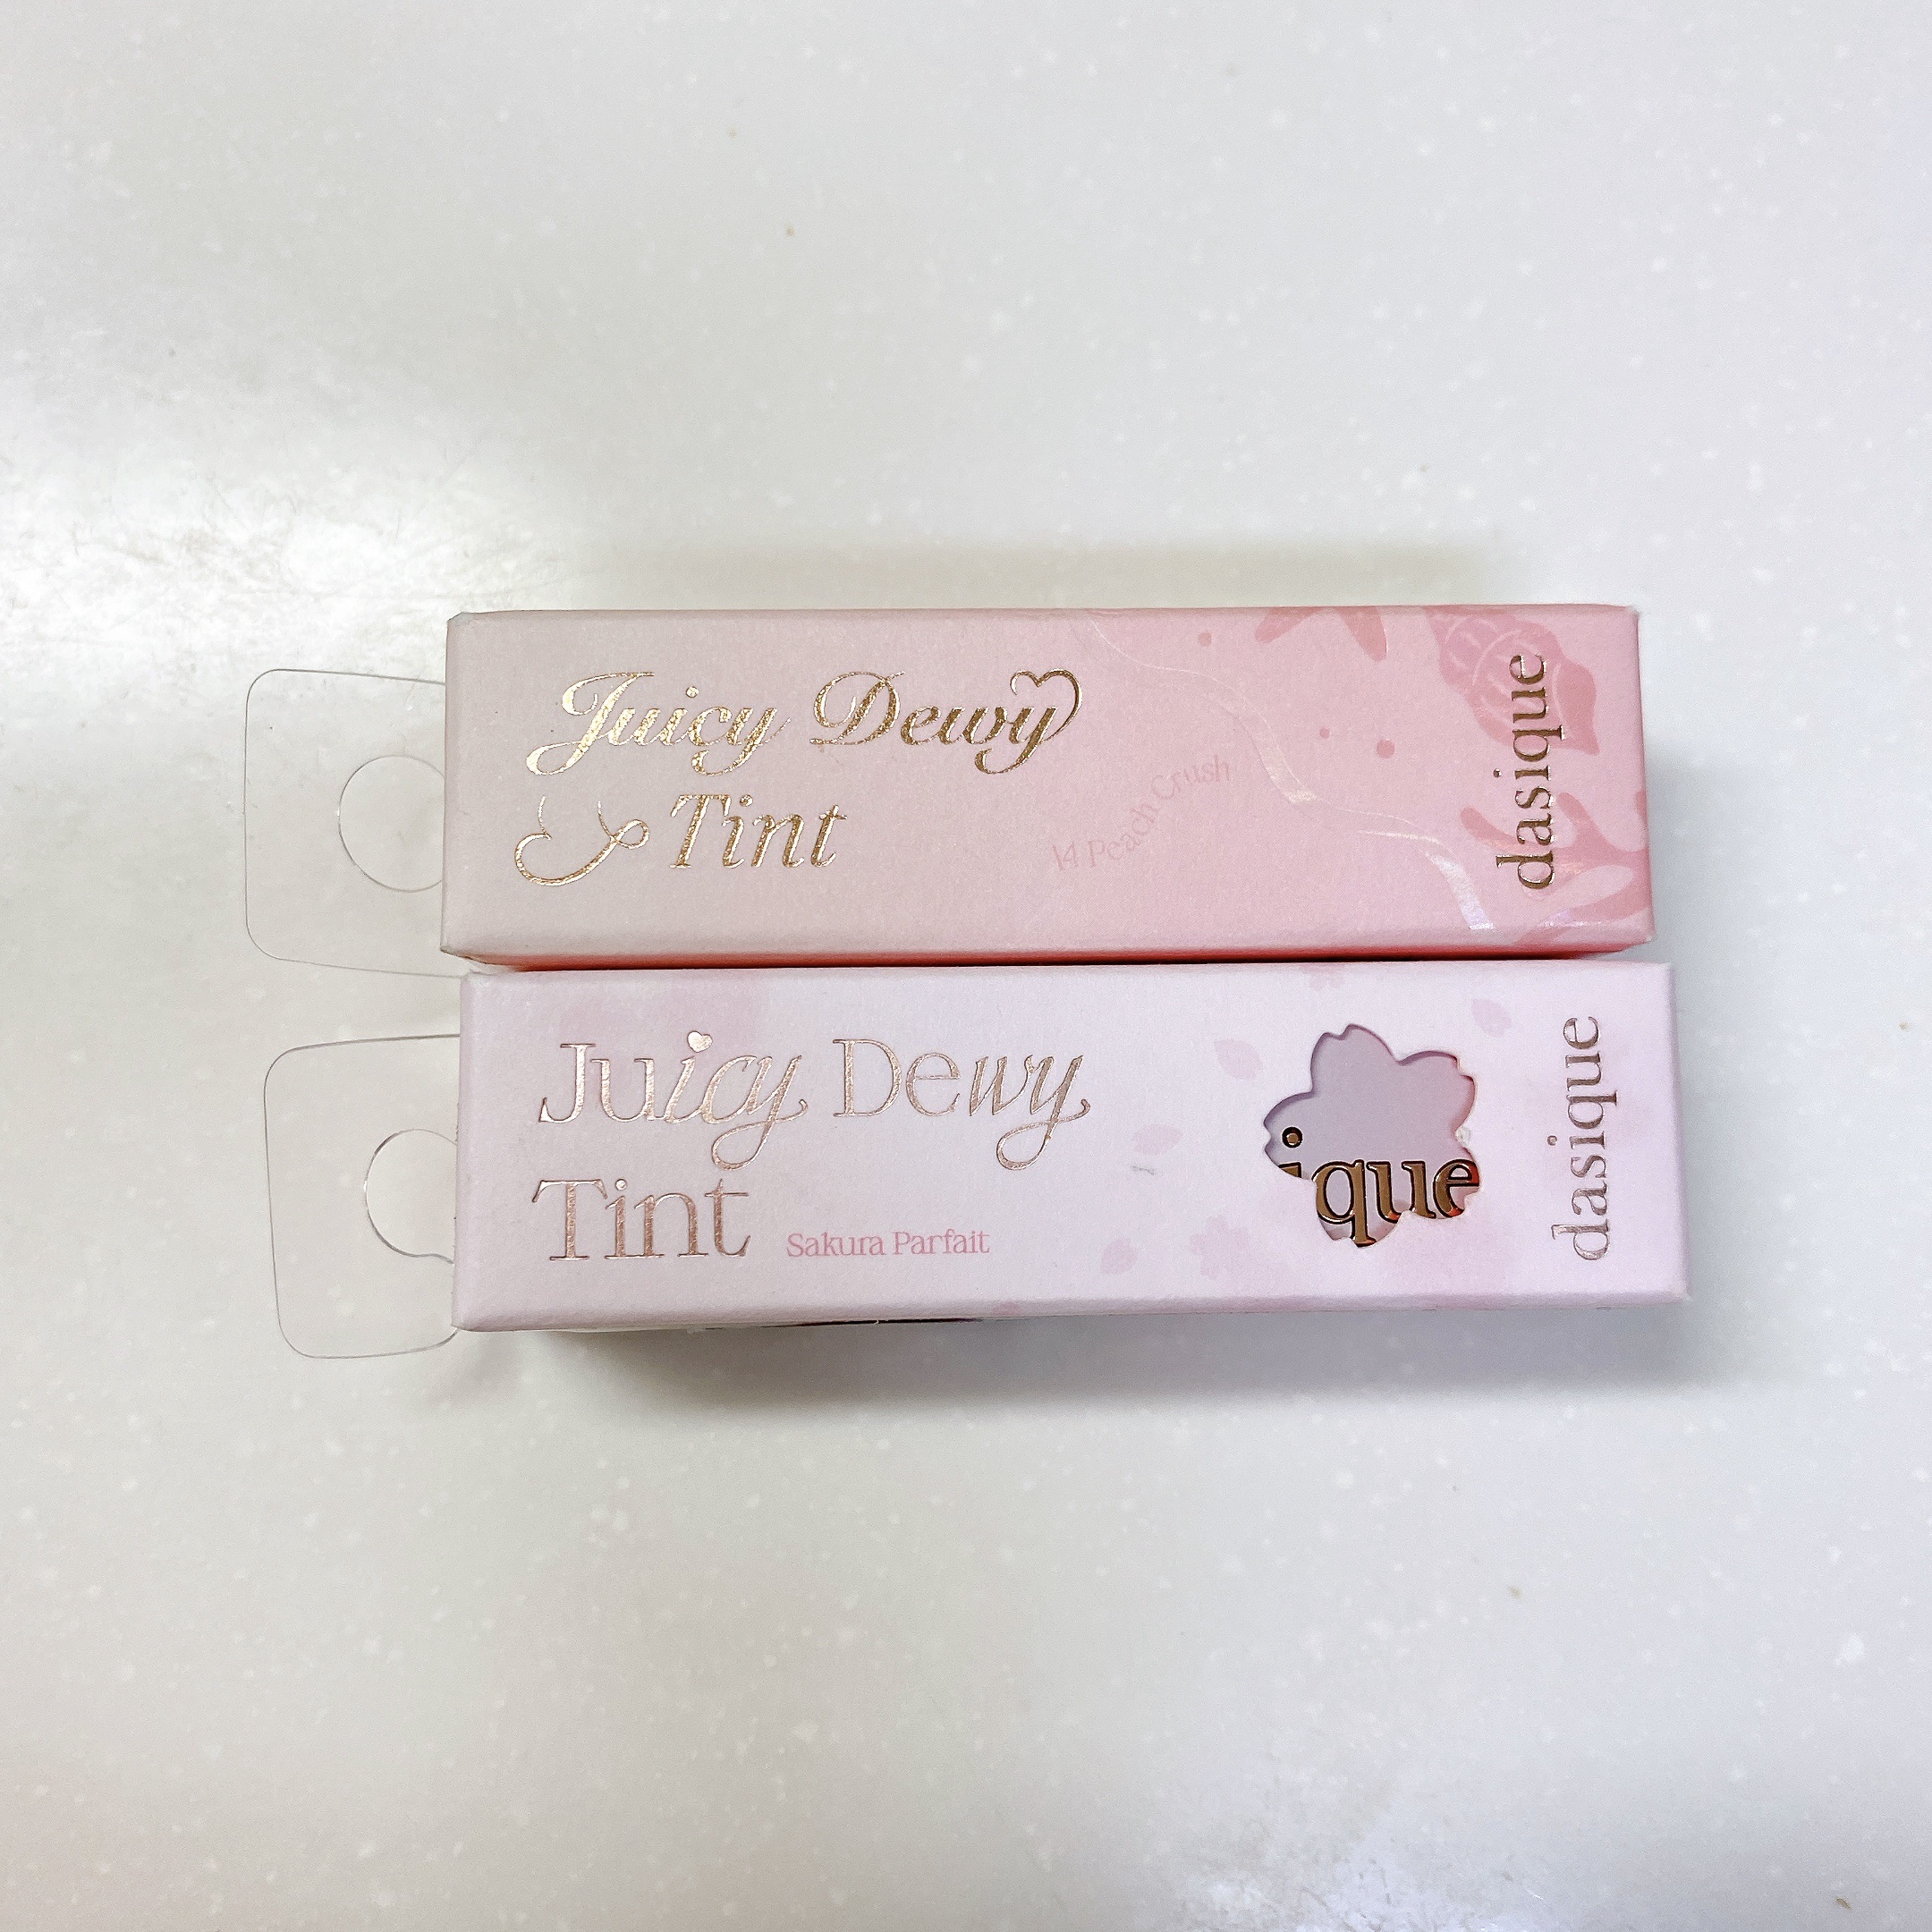 Juicy Dewy
Tint
14 Peach Crush
dasique
Juicy Dewy
Tint
Sakura Parfait
ique
dasique